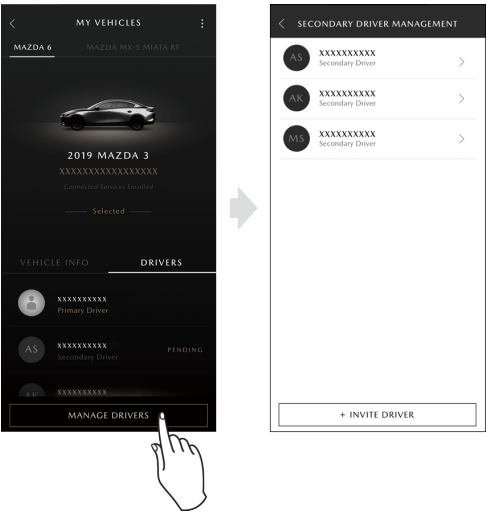 MY VEHICLES
MAZDA 6 MAZDA MX-5 MIATA RF
2019 MAZDA 3
XXXXXXXXXXXXXXXXX
Connected Services Enrolled
Selected
VEHICLE INFO DRIVERS
XXXXXXXXXX
Primary Driver
AS
XXXXXXXXXX
Secondary Driver
PENDING
AK
XXXXXXXXXX
MANAGE DRIVERS
SECONDARY DRIVER MANAGEMENT
AS
XXXXXXXXXX
Secondary Driver
AK
XXXXXXXXXX
Secondary Driver
MS
XXXXXXXXXX
Secondary Driver
+ INVITE DRIVER